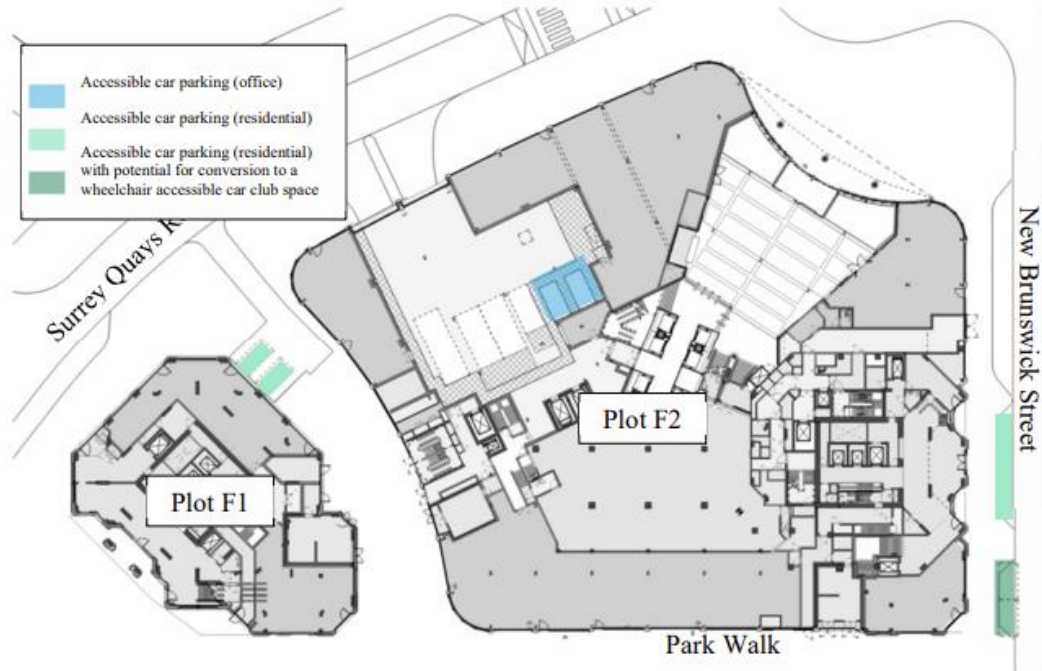 Accessible car parking (office)
Accessible car parking (residential)
Accessible car parking (residential)
with potential for conversion to a
wheelchair accessible car club space
Surrey Quays R
New Brunswick Street
Plot F2
Plot F1
Park Walk